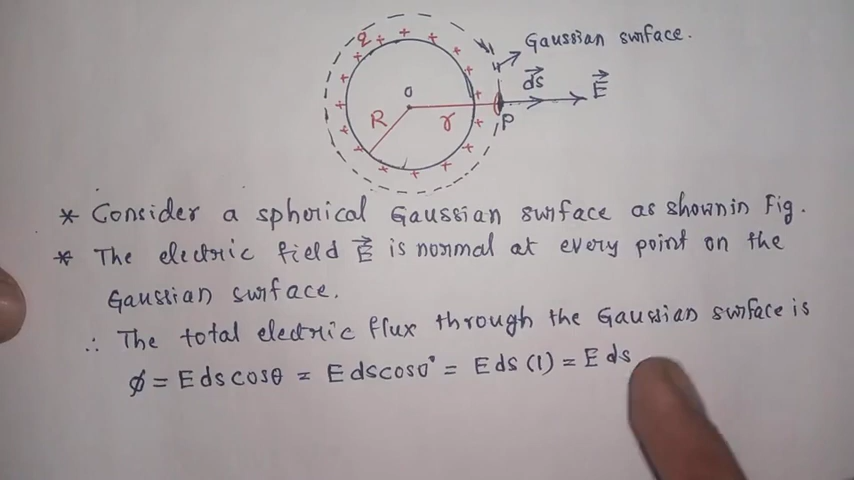 q
Gaussian surface.
O
R
r
P
ds
E
* Consider a spherical Gaussian surface as shown in Fig.
* The electric field E is normal at every point on the
Gaussian surface.
∴ The total electric flux through the Gaussian surface is
ϕ = E ds cosθ = E ds cos0° = E ds (1) = E ds